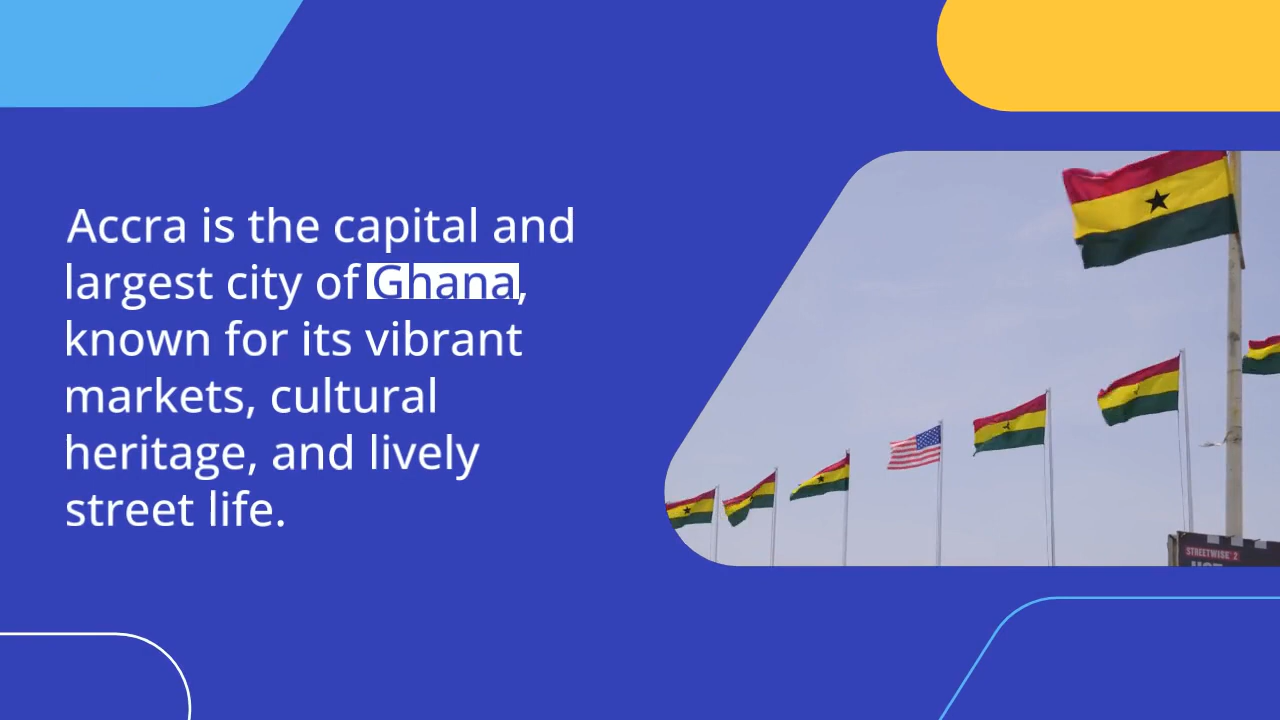 Accra is the capital and
largest city of Ghana,
known for its vibrant
markets, cultural
heritage, and lively
street life.
STREETWISE 2